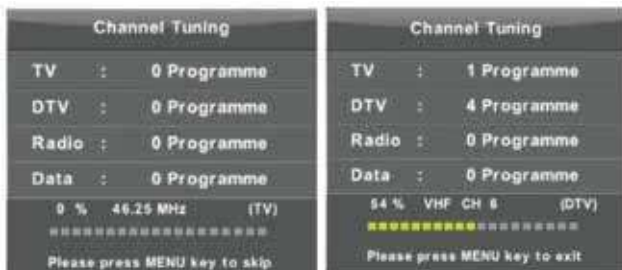 Channel Tuning
TV : 0 Programme
DTV : 0 Programme
Radio : 0 Programme
Data : 0 Programme
0 % 46.25 MHz (TV)
Please press MENU key to skip
Channel Tuning
TV : 1 Programme
DTV : 4 Programme
Radio : 0 Programme
Data : 0 Programme
54 % VHF CH 6 (DTV)
Please press MENU key to exit